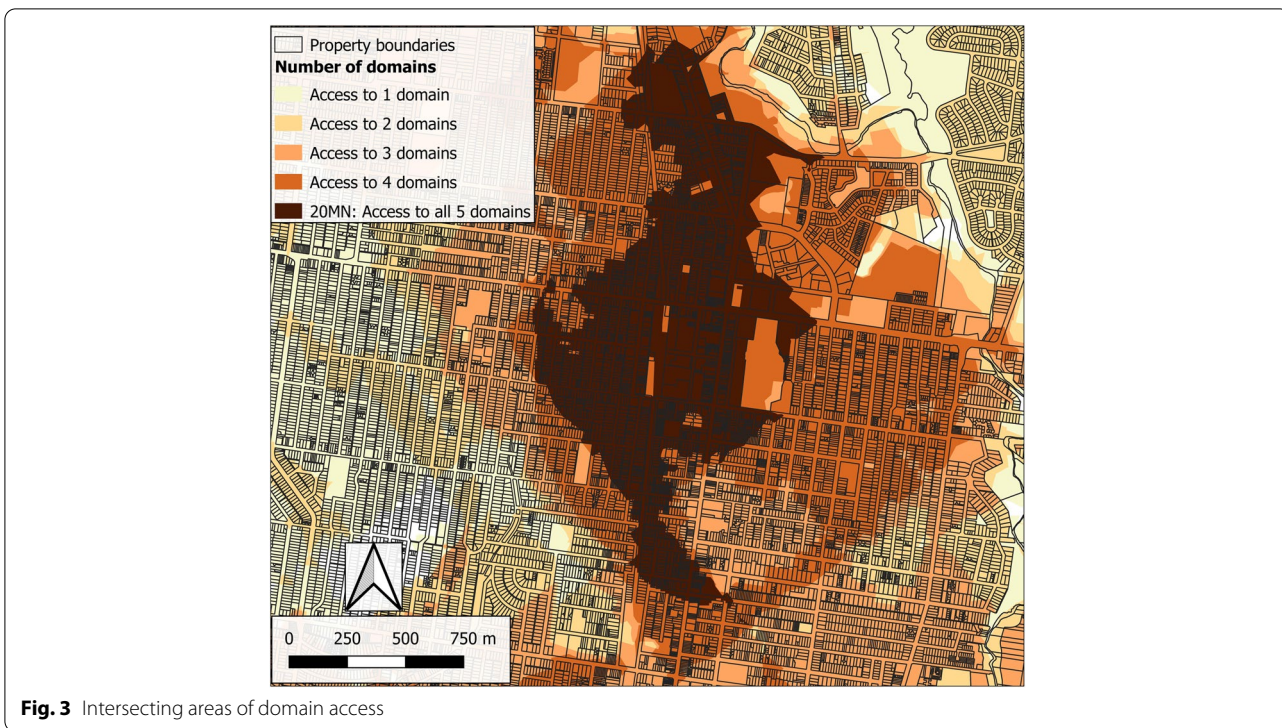 Property boundaries
Number of domains
Access to 1 domain
Access to 2 domains
Access to 3 domains
Access to 4 domains
20MN: Access to all 5 domains
0 250 500 750 m
Fig. 3 Intersecting areas of domain access